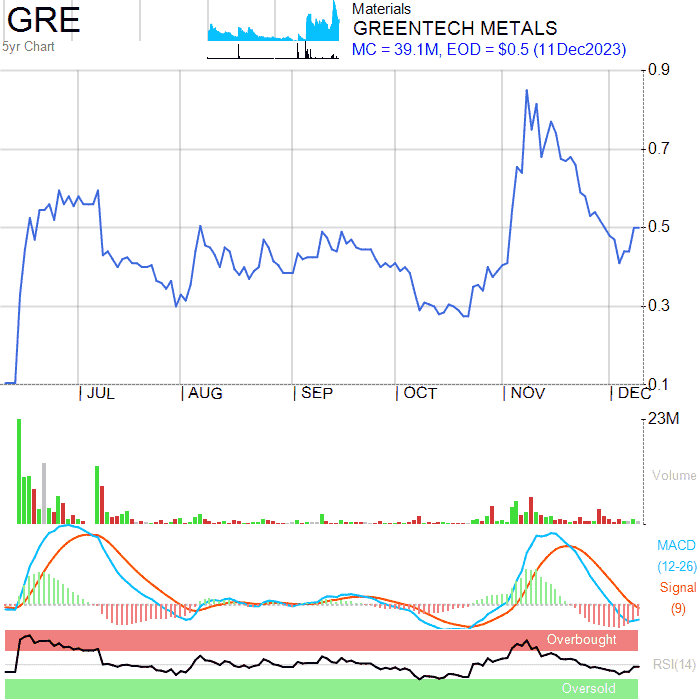 GRE
5yr Chart
Materials
GREENTECH METALS
MC = 39.1M, EOD = $0.5 (11Dec2023)
0.9
0.7
0.5
0.3
0.1
JUL AUG SEP OCT NOV DEC
23M
Volume
MACD
(12-26)
Signal
(9)
Overbought
RSI(14)
Oversold